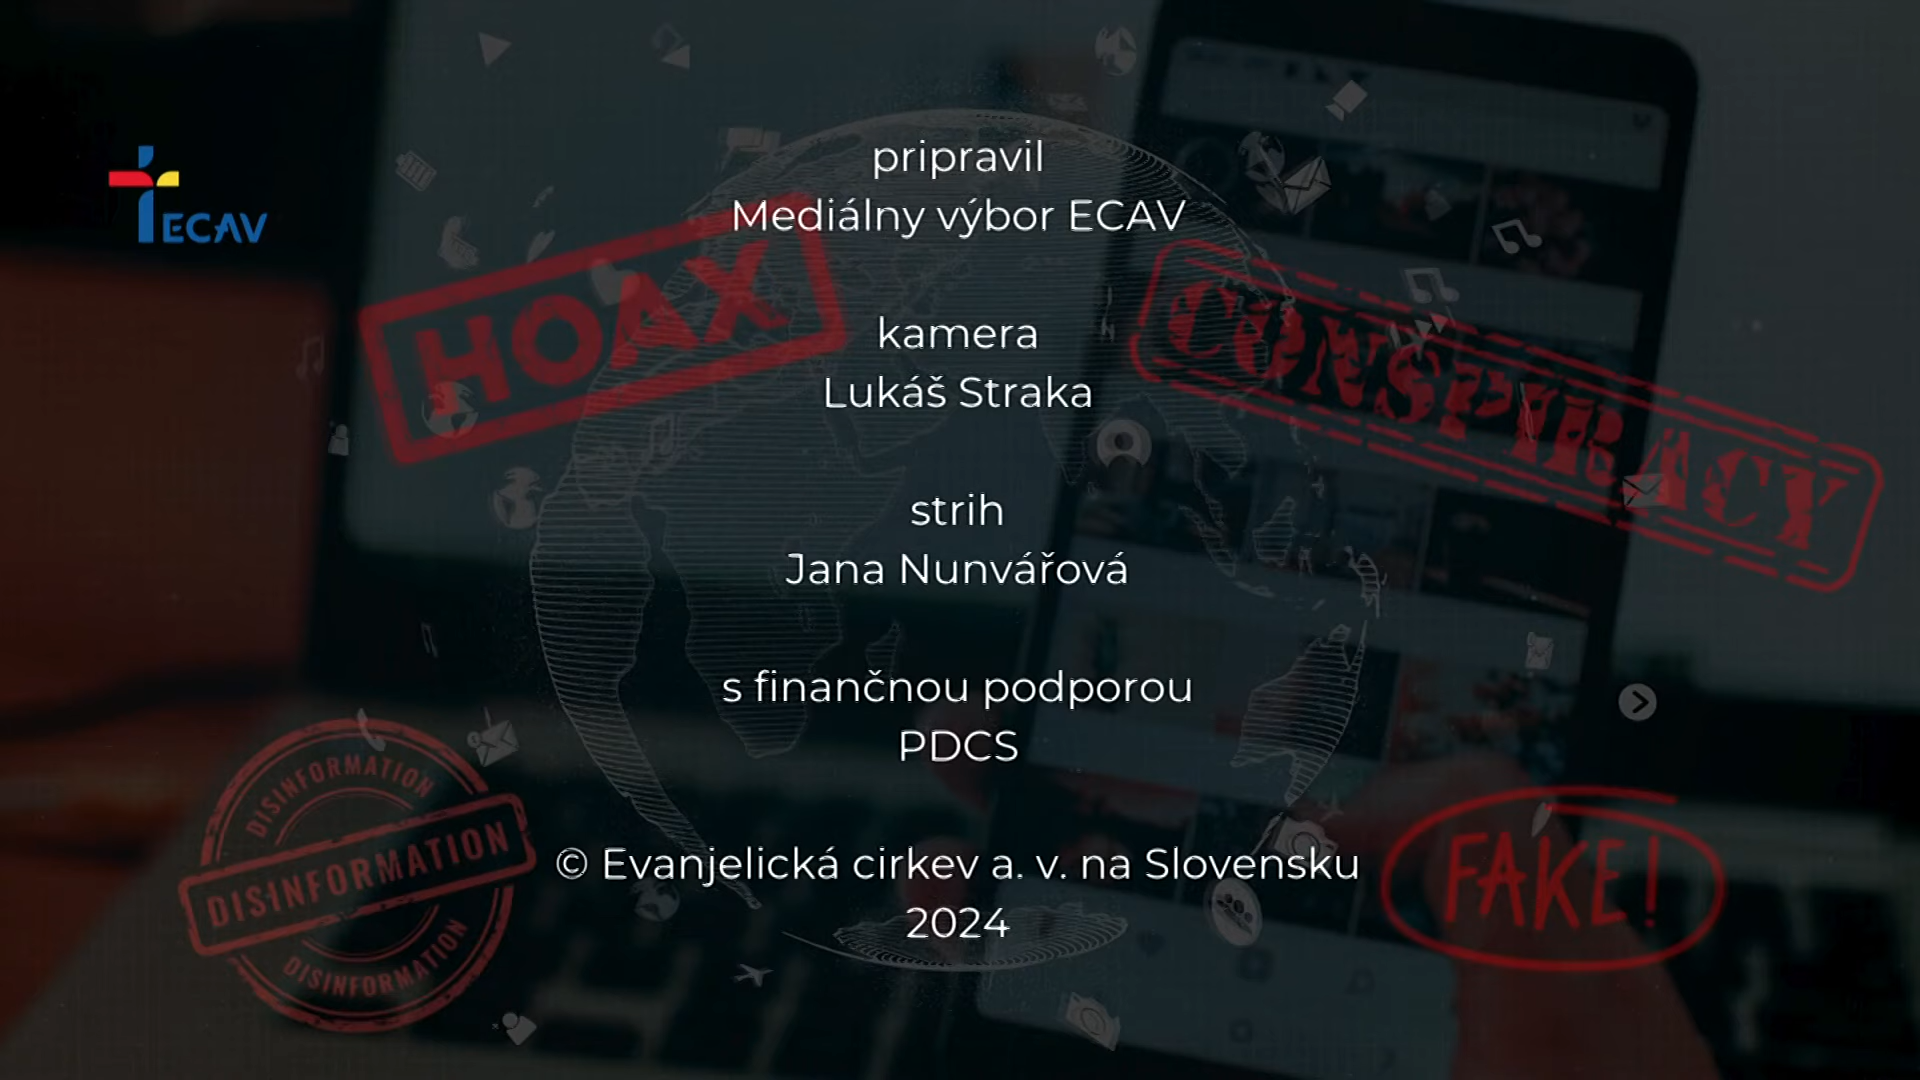 ECAV
pripravil
Mediálny výbor ECAV
HOAX
CONSPIRACY
kamera
Lukáš Straka
strih
Jana Nunvářová
s finančnou podporou
PDCS
DISINFORMATION
DISINFORMATION
DISINFORMATION
FAKE!
© Evanjelická cirkev a. v. na Slovensku
2024